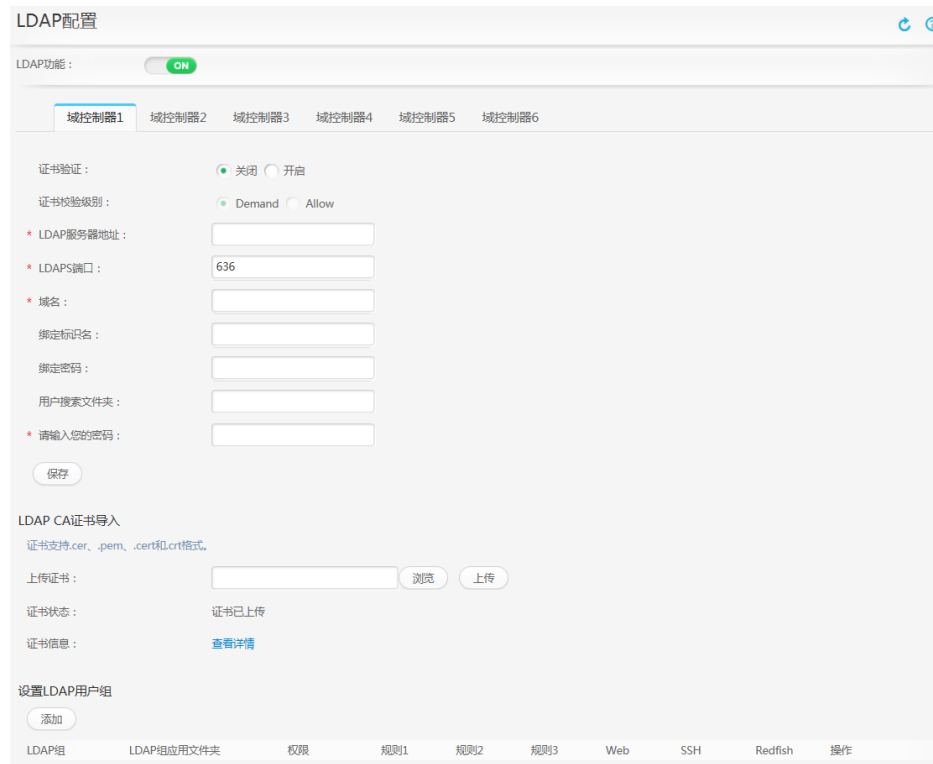 LDAP配置
LDAP功能：
ON
域控制器1 域控制器2 域控制器3 域控制器4 域控制器5 域控制器6
证书验证： 关闭 开启
证书校验级别： Demand Allow
* LDAP服务器地址：
* LDAPS端口： 636
* 域名：
绑定标识名：
绑定密码：
用户搜索文件夹：
* 请输入您的密码：
保存
LDAP CA证书导入
证书支持.cer、.pem、.cert和.crt格式。
上传证书： 浏览 上传
证书状态： 证书已上传
证书信息： 查看详情
设置LDAP用户组
添加
LDAP组 LDAP组应用文件夹 权限 规则1 规则2 规则3 Web SSH Redfish 操作